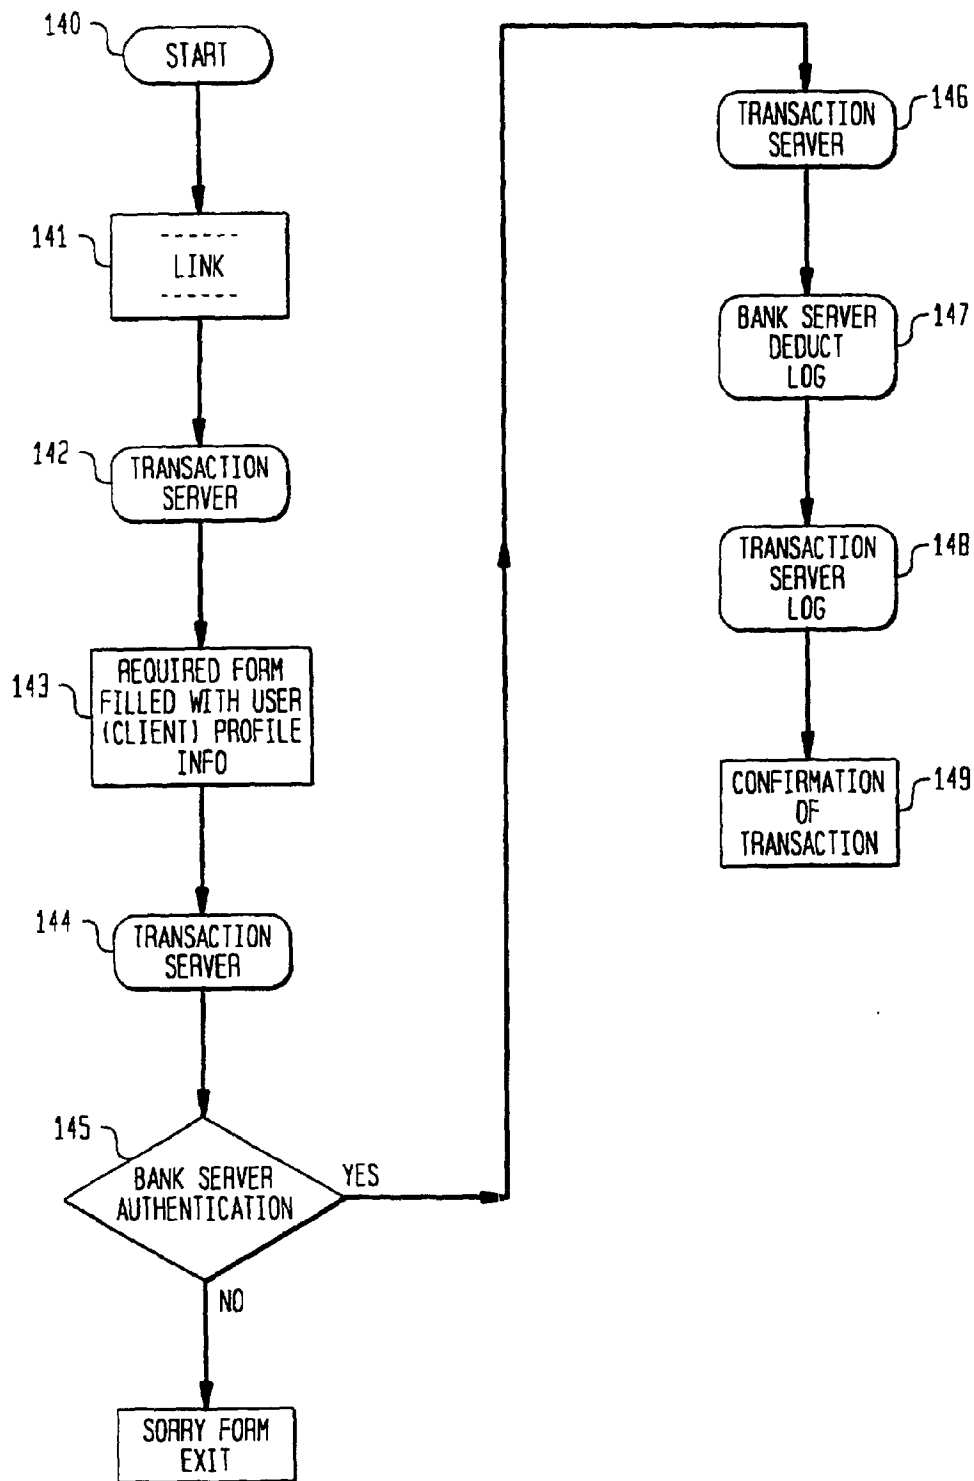 140
START
141
LINK
142
TRANSACTION
SERVER
143
REQUIRED FORM
FILLED WITH USER
(CLIENT) PROFILE
INFO
144
TRANSACTION
SERVER
145
BANK SERVER
AUTHENTICATION
YES
NO
SORRY FORM
EXIT
TRANSACTION
SERVER
146
BANK SERVER
DEDUCT
LOG
147
TRANSACTION
SERVER
LOG
148
CONFIRMATION
OF
TRANSACTION
149